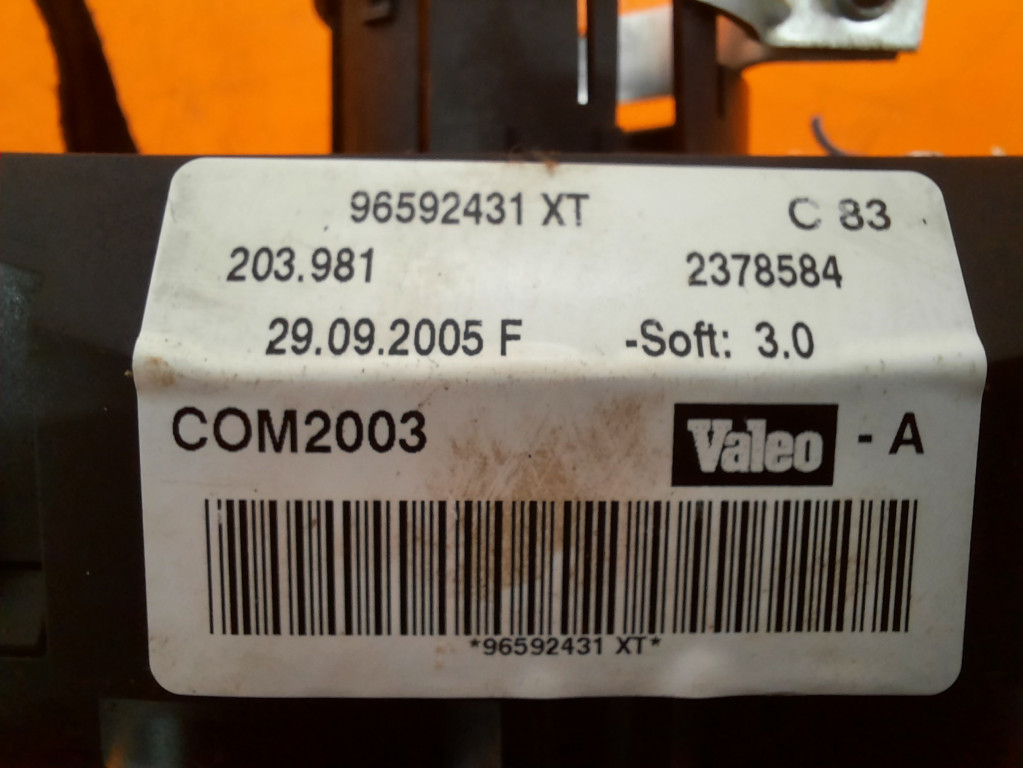 96592431 XT C 83
203.981 2378584
29.09.2005 F -Soft: 3.0
COM2003 Valeo - A
*96592431 XT*